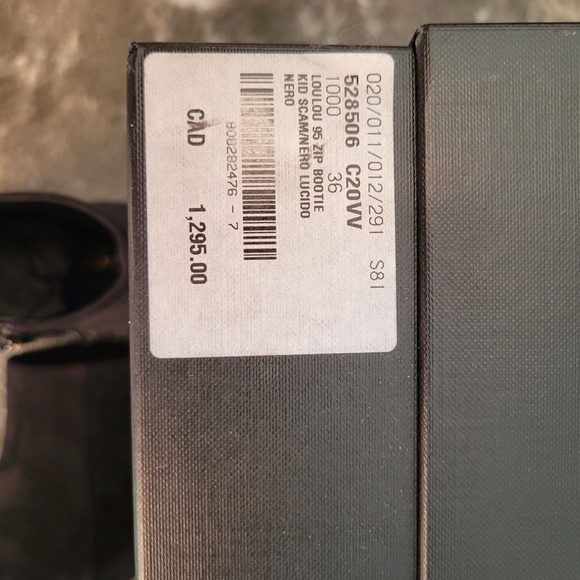 020/011/012/291 S81
528506 C20VV
1000 36
LOULOU 95 ZIP BOOTIE
KID SCAM/NERO LUCIDO
NERO
808282476 - 7
CAD 1,295.00